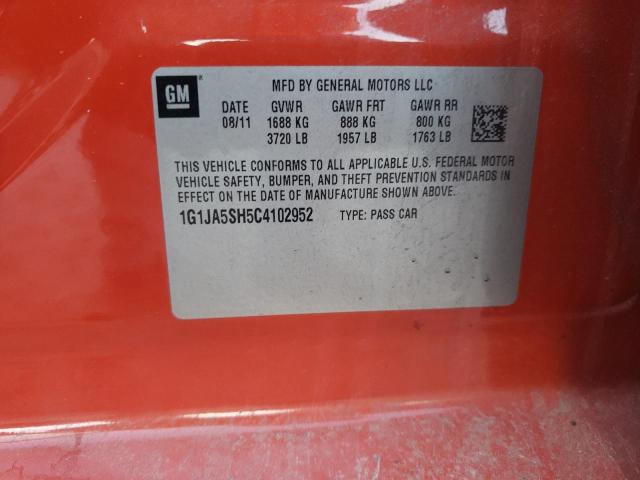 GM
MFD BY GENERAL MOTORS LLC
DATE GVWR GAWR FRT GAWR RR
08/11 1688 KG 888 KG 800 KG
3720 LB 1957 LB 1763 LB
THIS VEHICLE CONFORMS TO ALL APPLICABLE U.S. FEDERAL MOTOR
VEHICLE SAFETY, BUMPER, AND THEFT PREVENTION STANDARDS IN
EFFECT ON THE DATE OF MANUFACTURE SHOWN ABOVE.
1G1JA5SH5C4102952 TYPE: PASS CAR